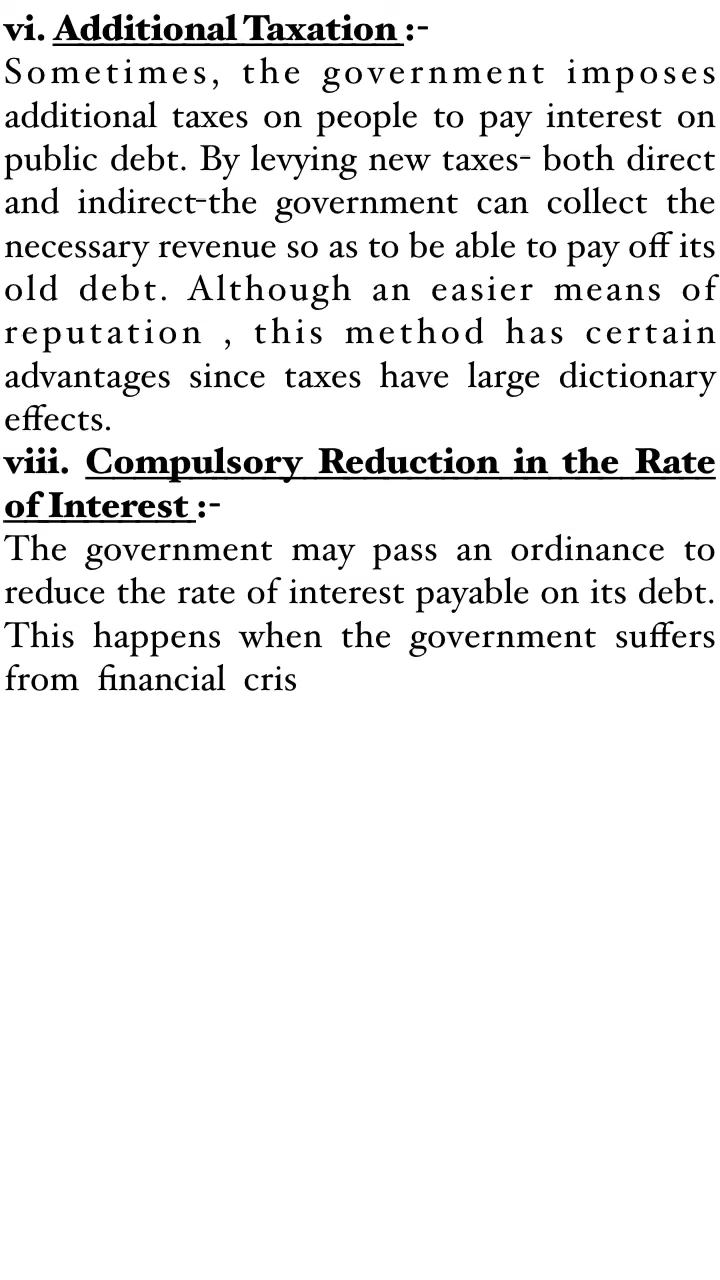 vi. Additional Taxation :-
Sometimes, the government imposes
additional taxes on people to pay interest on
public debt. By levying new taxes- both direct
and indirect-the government can collect the
necessary revenue so as to be able to pay off its
old debt. Although an easier means of
reputation , this method has certain
advantages since taxes have large dictionary
effects.
viii. Compulsory Reduction in the Rate
of Interest :-
The government may pass an ordinance to
reduce the rate of interest payable on its debt.
This happens when the government suffers
from financial cris